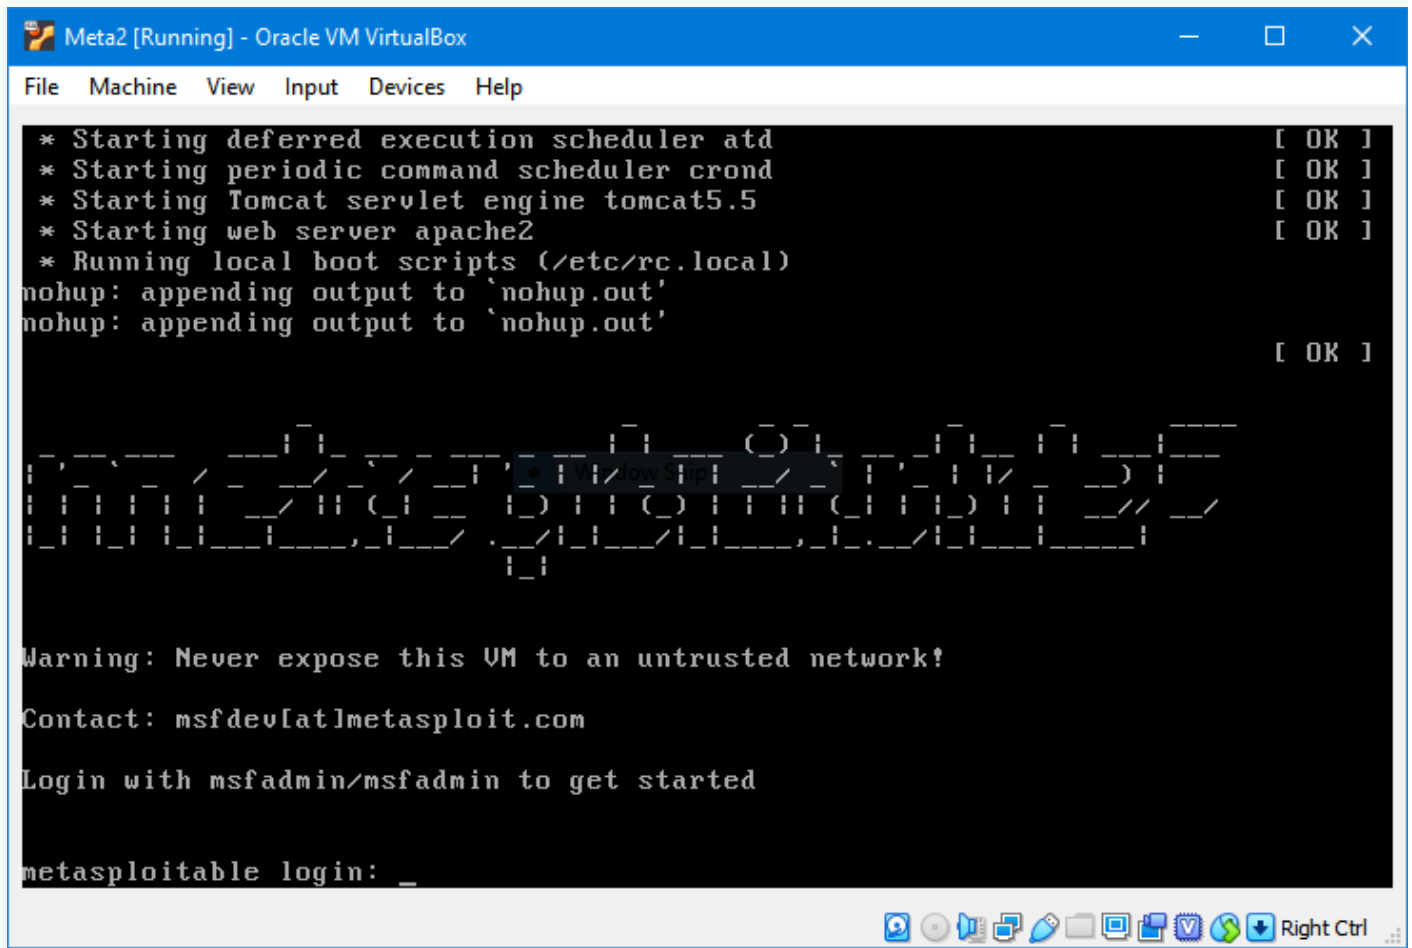 Meta2 [Running] - Oracle VM VirtualBox
File Machine View Input Devices Help
* Starting deferred execution scheduler atd [ OK ]
* Starting periodic command scheduler crond [ OK ]
* Starting Tomcat servlet engine tomcat5.5 [ OK ]
* Starting web server apache2 [ OK ]
* Running local boot scripts (/etc/rc.local)
nohup: appending output to `nohup.out'
nohup: appending output to `nohup.out'
[ OK ]
metasploitable2
Window Snip
Warning: Never expose this VM to an untrusted network!
Contact: msfdev[at]metasploit.com
Login with msfadmin/msfadmin to get started
metasploitable login: _
Right Ctrl